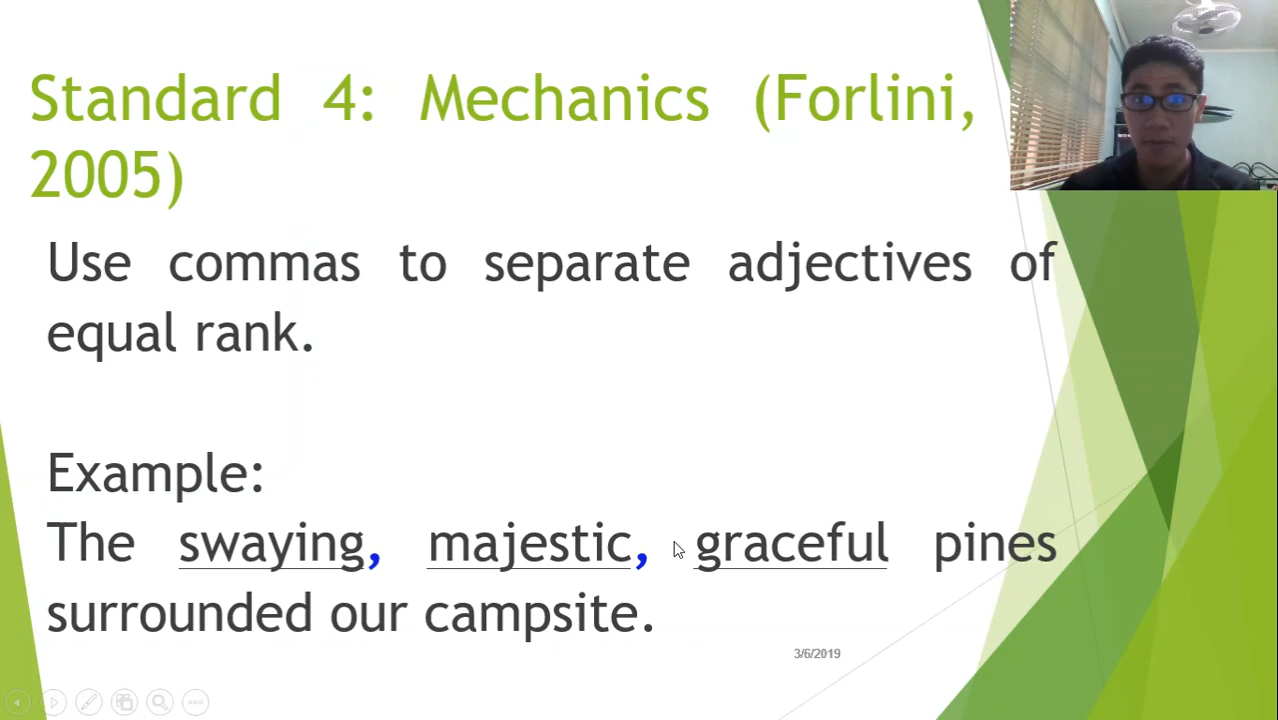 Standard 4: Mechanics (Forlini,
2005)
Use commas to separate adjectives of
equal rank.
Example:
The swaying, majestic, graceful pines
surrounded our campsite.
3/6/2019